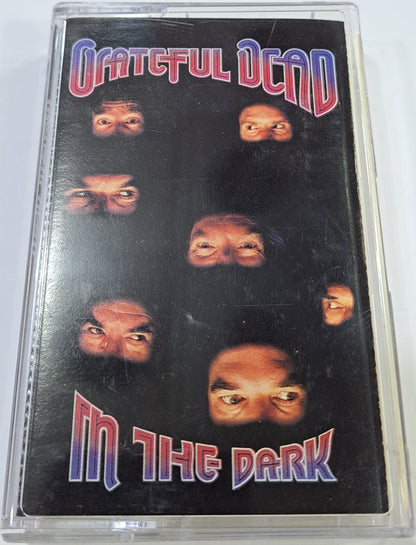 GRATEFUL DEAD
IN THE DARK